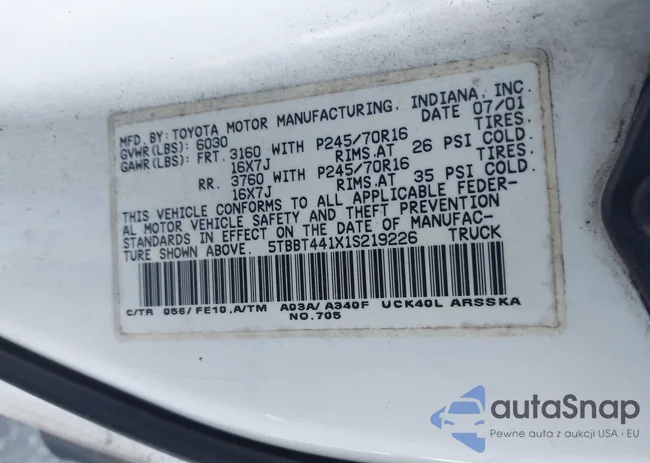 MFD. BY: TOYOTA MOTOR MANUFACTURING, INDIANA, INC.
GVWR(LBS): 6030 DATE 07/01
GAWR(LBS): FRT. 3160 WITH P245/70R16 TIRES.
16X7J RIMS.AT 26 PSI COLD.
RR. 3760 WITH P245/70R16 TIRES.
16X7J RIMS.AT 35 PSI COLD.
THIS VEHICLE CONFORMS TO ALL APPLICABLE FEDER-
AL MOTOR VEHICLE SAFETY AND THEFT PREVENTION
STANDARDS IN EFFECT ON THE DATE OF MANUFAC-
TURE SHOWN ABOVE. 5TBBT441X1S219226 TRUCK
C/TR 056/FE10,A/TM A03A/A340F UCK40L ARSSKA
NO.705
autoSnap
Pewne auta z aukcji USA i EU